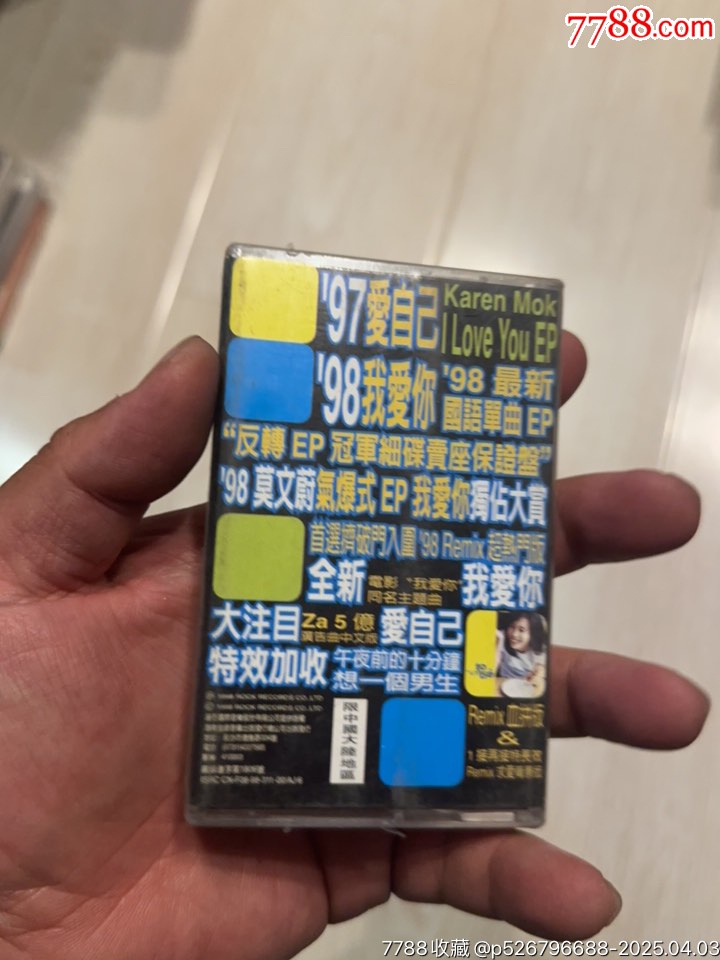 7788.com
'97愛自己
Karen Mok
I Love You EP
'98我愛你
'98 最新
國語單曲 EP
“反轉 EP 冠軍細碟賣座保證盤”
'98 莫文蔚氣爆式 EP 我愛你獨佔大賞
首選擠破門入圍 '98 Remix 超熱門版
全新
電影 “我愛你”
同名主題曲
我愛你
大注目
Za 5 億
廣告曲中文版
愛自己
特效加收
午夜前的十分鐘
想一個男生
限中國大陸地區
Remix 血拼版
&
Remix
7788收藏@p526796688-2025.04.03